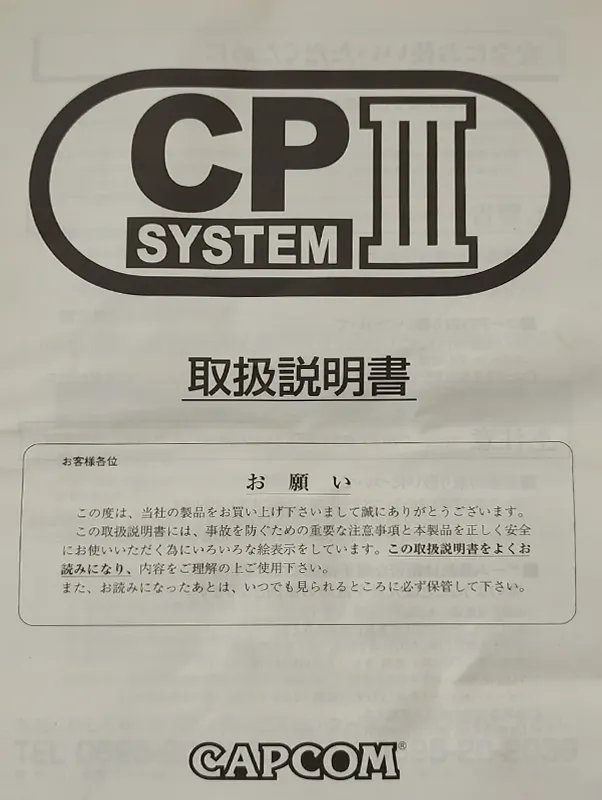 CP III
SYSTEM
取扱説明書
お客様各位
お 願 い
この度は、当社の製品をお買い上げ下さいまして誠にありがとうございます。
この取扱説明書には、事故を防ぐための重要な注意事項と本製品を正しく安全
にお使いいただく為にいろいろな絵表示をしています。この取扱説明書をよくお
読みになり、内容をご理解の上ご使用下さい。
また、お読みになったあとは、いつでも見られるところに必ず保管して下さい。
CAPCOM®